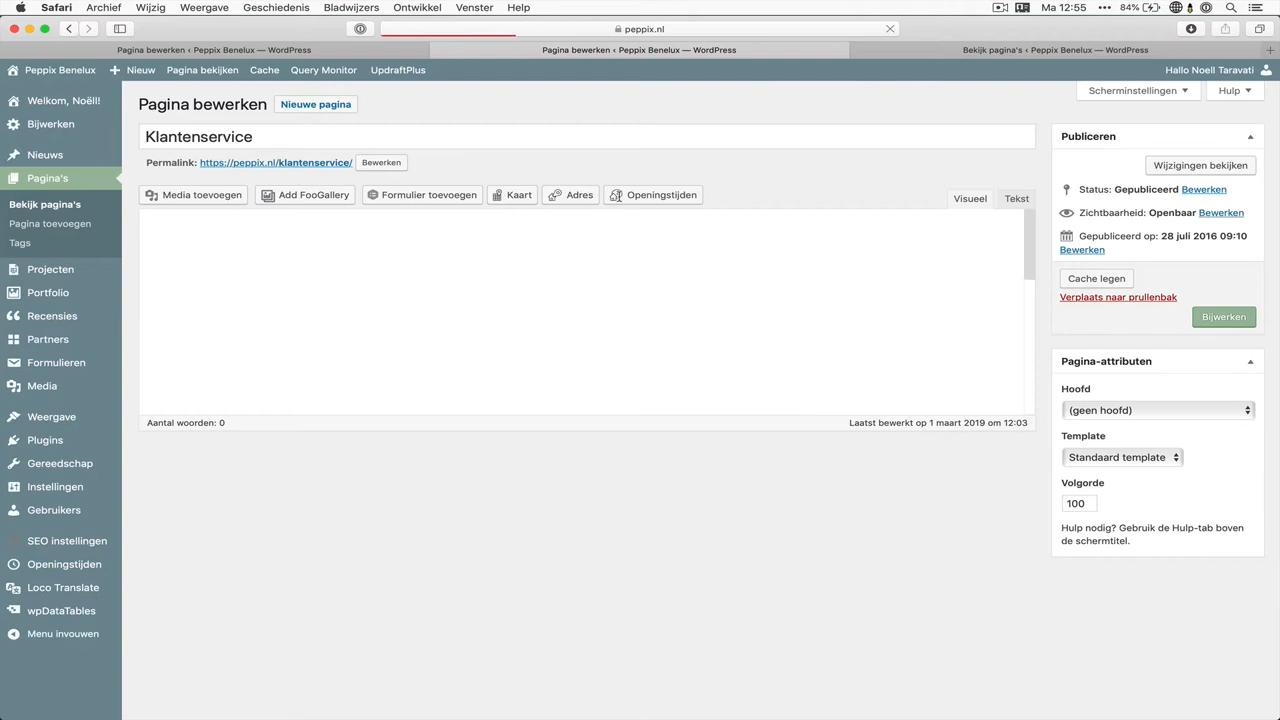 Safari Archief Wijzig Weergave Geschiedenis Bladwijzers Ontwikkel Venster Help Ma 12:55 84%
peppix.nl
Pagina bewerken ‹ Peppix Benelux — WordPress Pagina bewerken ‹ Peppix Benelux — WordPress Bekijk pagina's ‹ Peppix Benelux — WordPress
Peppix Benelux Nieuw Pagina bekijken Cache Query Monitor UpdraftPlus Hallo Noell Taravati
Welkom, Noëll!
Bijwerken
Nieuws
Pagina's
Bekijk pagina's
Pagina toevoegen
Tags
Projecten
Portfolio
Recensies
Partners
Formulieren
Media
Weergave
Plugins
Gereedschap
Instellingen
Gebruikers
SEO instellingen
Openingstijden
Loco Translate
wpDataTables
Menu invouwen
Scherminstellingen Hulp
Pagina bewerken Nieuwe pagina
Klantenservice
Permalink: https://peppix.nl/klantenservice/ Bewerken
Media toevoegen Add FooGallery Formulier toevoegen Kaart Adres Openingstijden Visueel Tekst
Aantal woorden: 0 Laatst bewerkt op 1 maart 2019 om 12:03
Publiceren
Wijzigingen bekijken
Status: Gepubliceerd Bewerken
Zichtbaarheid: Openbaar Bewerken
Gepubliceerd op: 28 juli 2016 09:10
Bewerken
Cache legen
Verplaats naar prullenbak
Bijwerken
Pagina-attributen
Hoofd
(geen hoofd)
Template
Standaard template
Volgorde
100
Hulp nodig? Gebruik de Hulp-tab boven
de schermtitel.